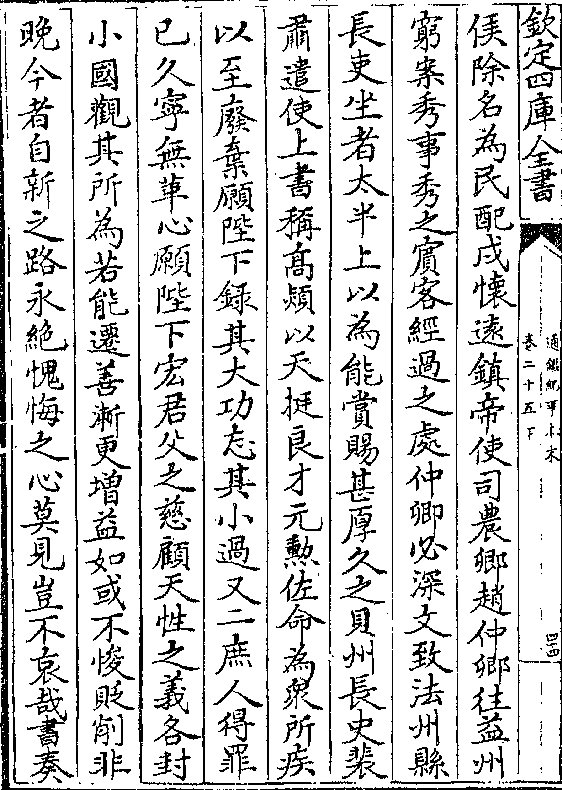 欽定四庫全書
通鑑紀事本末
卷二十五下
四四
侯除名為民配戍懷遠鎮帝使司農卿趙仲卿往益州
窮案秀事秀之賓客經過之處仲卿必深文致法州縣
長吏坐者太半上以為能賞賜甚厚久之貝州長史裴
肅遣使上書稱高熲以天挺良才元勲佐命為衆所疾
以至廢棄願陛下録其大功忘其小過又二庶人得罪
已久寧無革心願陛下宏君父之慈顧天性之義各封
小國觀其所為若能遷善漸更增益如或不悛貶削非
晚今者自新之路永絶愧悔之心莫見豈不哀哉書奏